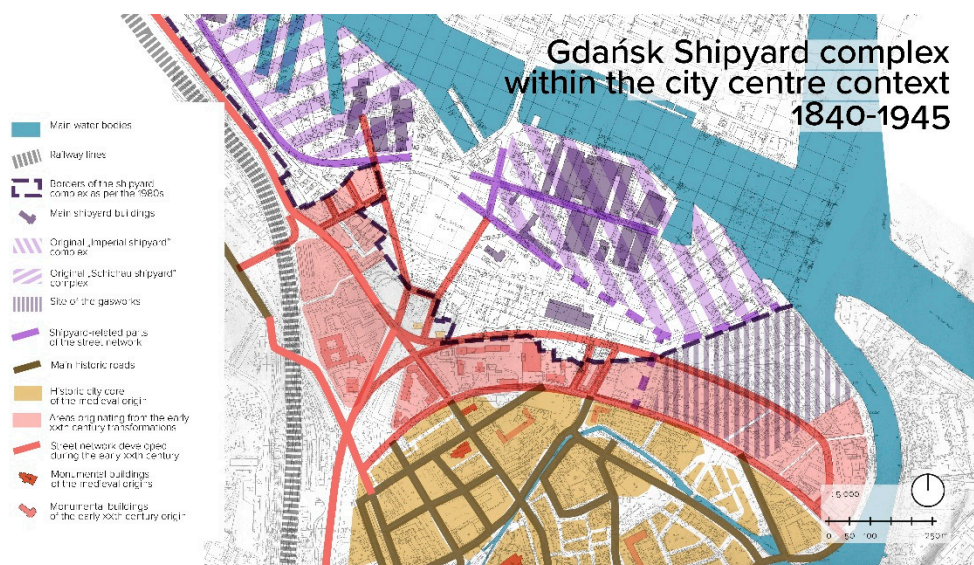 Gdańsk Shipyard complex
within the city centre context
1840-1945
Main water bodies
Railway lines
Borders of the shipyard
complex as per the 1980s
Main shipyard buildings
Original „Imperial shipyard"
complex
Original „Schichau shipyard"
complex
Site of the gasworks
Shipyard-related parts
of the street network
Main historic roads
Historic city core
of the medieval origin
Areas originating from the early
xxth century transformations
Street network developed
during the early xxth century
Monumental buildings
of the medieval origins
Monumental buildings
of the early xxth century origin
1:5 000
0 50 100 250m